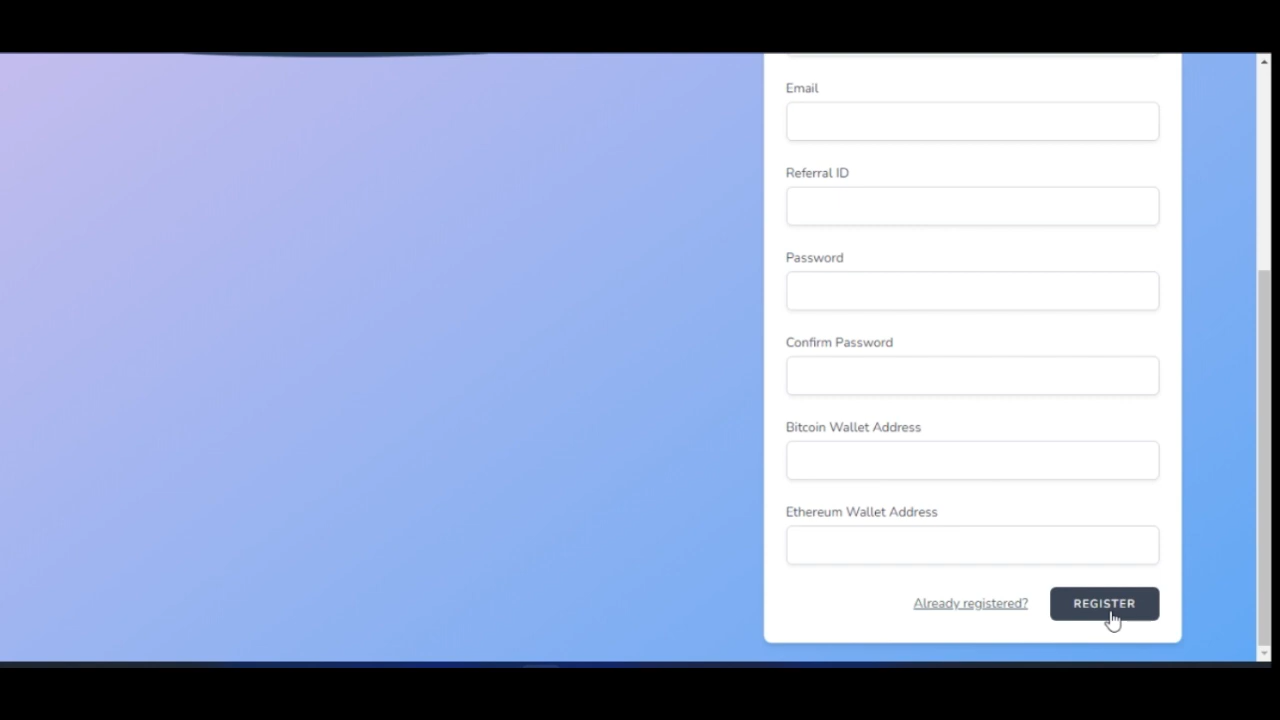 Email
Referral ID
Password
Confirm Password
Bitcoin Wallet Address
Ethereum Wallet Address
Already registered?
REGISTER